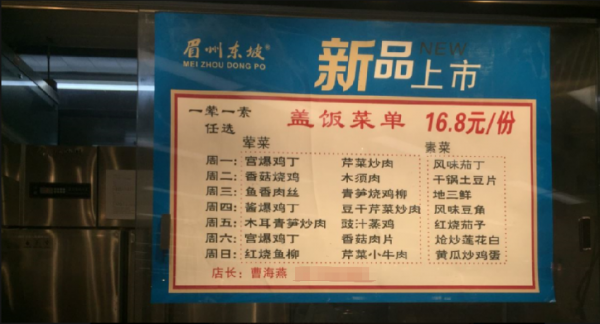 眉州东坡®
MEI ZHOU DONG PO
新品上市
NEW
一荤一素
任选
盖饭菜单 16.8元/份
荤菜 素菜
周一：宫爆鸡丁 芹菜炒肉 风味茄丁
周二：香菇烧鸡 木须肉 干锅土豆片
周三：鱼香肉丝 青笋烧鸡柳 地三鲜
周四：酱爆鸡丁 豆干芹菜炒肉 风味豆角
周五：木耳青笋炒肉 豉汁蒸鸡 红烧茄子
周六：宫爆鸡丁 香菇肉片 炝炒莲花白
周日：红烧鱼柳 芹菜小牛肉 黄瓜炒鸡蛋
店长：曹海燕